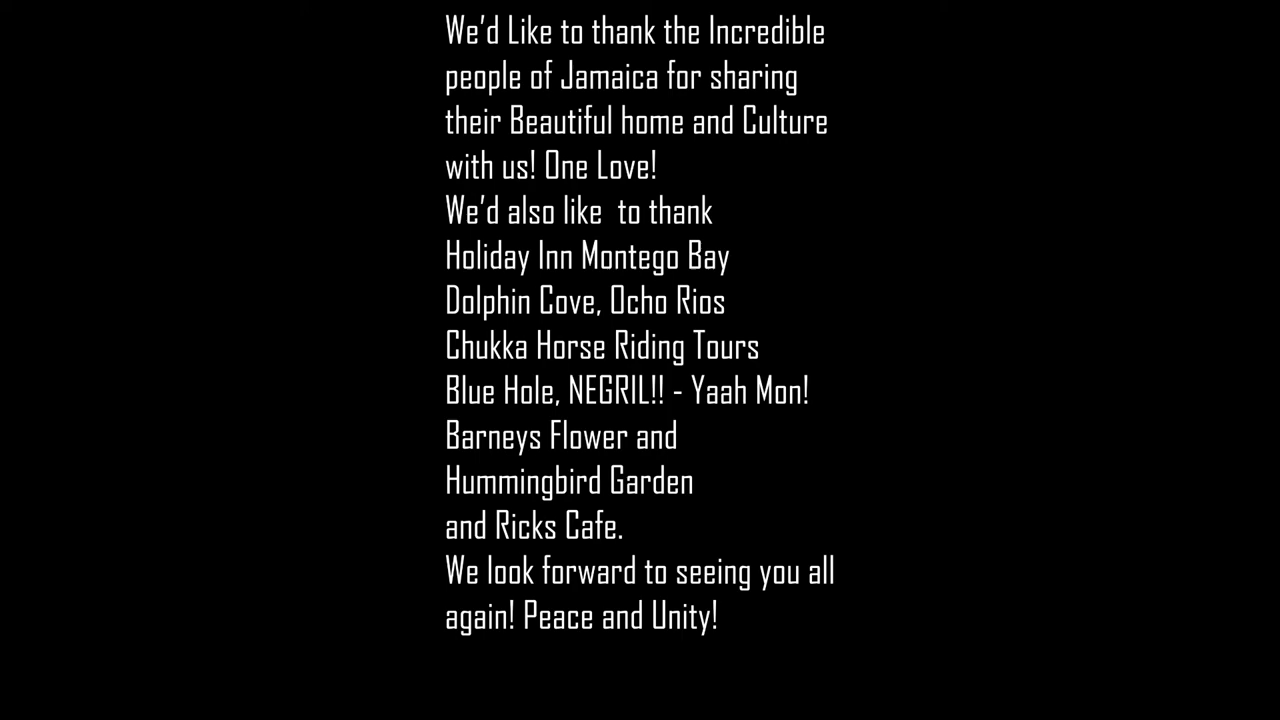 We’d Like to thank the Incredible
people of Jamaica for sharing
their Beautiful home and Culture
with us! One Love!
We’d also like  to thank
Holiday Inn Montego Bay
Dolphin Cove, Ocho Rios
Chukka Horse Riding Tours
Blue Hole, NEGRIL!! - Yaah Mon!
Barneys Flower and
Hummingbird Garden
and Ricks Cafe.
We look forward to seeing you all
again! Peace and Unity!